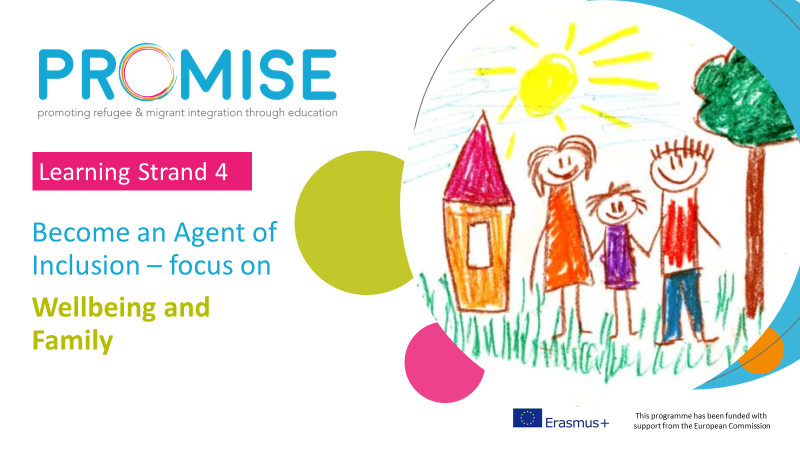 PROMISE
promoting refugee & migrant integration through education
Learning Strand 4
Become an Agent of
Inclusion – focus on
Wellbeing and
Family
Erasmus+
This programme has been funded with
support from the European Commission